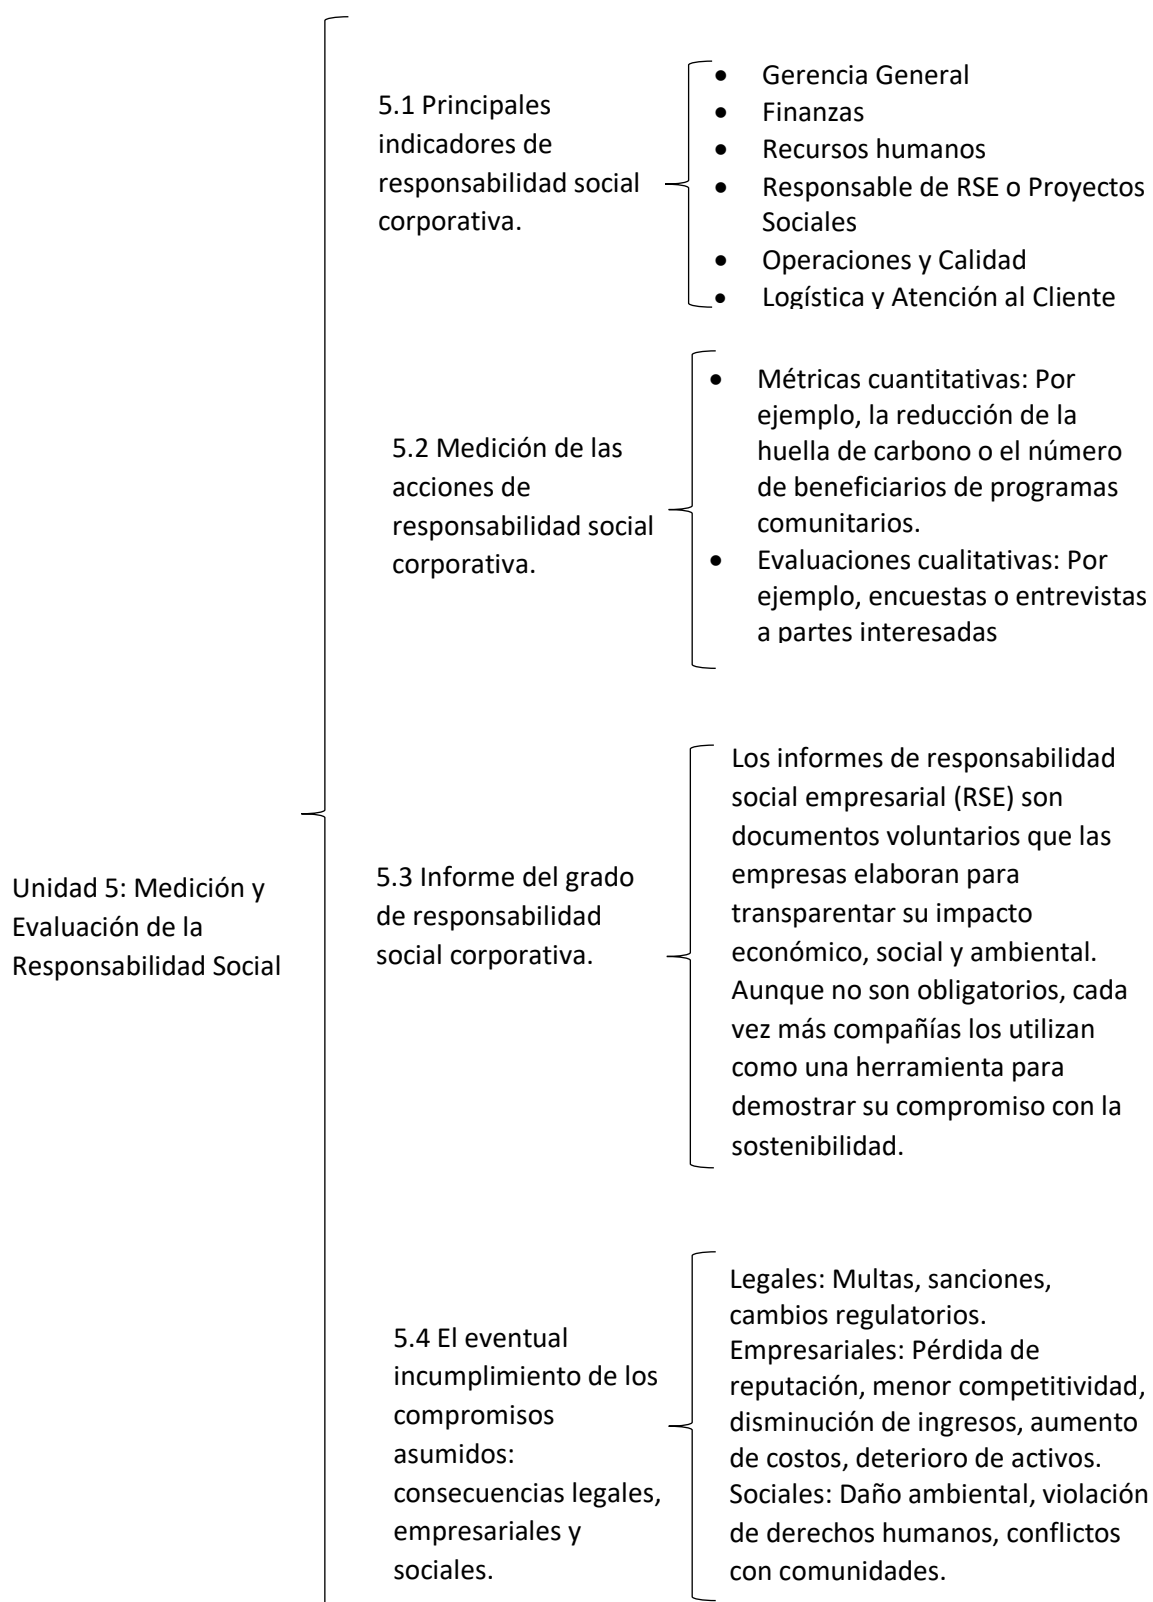 Unidad 5: Medición y
Evaluación de la
Responsabilidad Social
5.1 Principales
indicadores de
responsabilidad social
corporativa.
• Gerencia General
• Finanzas
• Recursos humanos
• Responsable de RSE o Proyectos
Sociales
• Operaciones y Calidad
• Logística y Atención al Cliente
5.2 Medición de las
acciones de
responsabilidad social
corporativa.
• Métricas cuantitativas: Por
ejemplo, la reducción de la
huella de carbono o el número
de beneficiarios de programas
comunitarios.
• Evaluaciones cualitativas: Por
ejemplo, encuestas o entrevistas
a partes interesadas
5.3 Informe del grado
de responsabilidad
social corporativa.
Los informes de responsabilidad
social empresarial (RSE) son
documentos voluntarios que las
empresas elaboran para
transparentar su impacto
económico, social y ambiental.
Aunque no son obligatorios, cada
vez más compañías los utilizan
como una herramienta para
demostrar su compromiso con la
sostenibilidad.
5.4 El eventual
incumplimiento de los
compromisos
asumidos:
consecuencias legales,
empresariales y
sociales.
Legales: Multas, sanciones,
cambios regulatorios.
Empresariales: Pérdida de
reputación, menor competitividad,
disminución de ingresos, aumento
de costos, deterioro de activos.
Sociales: Daño ambiental, violación
de derechos humanos, conflictos
con comunidades.